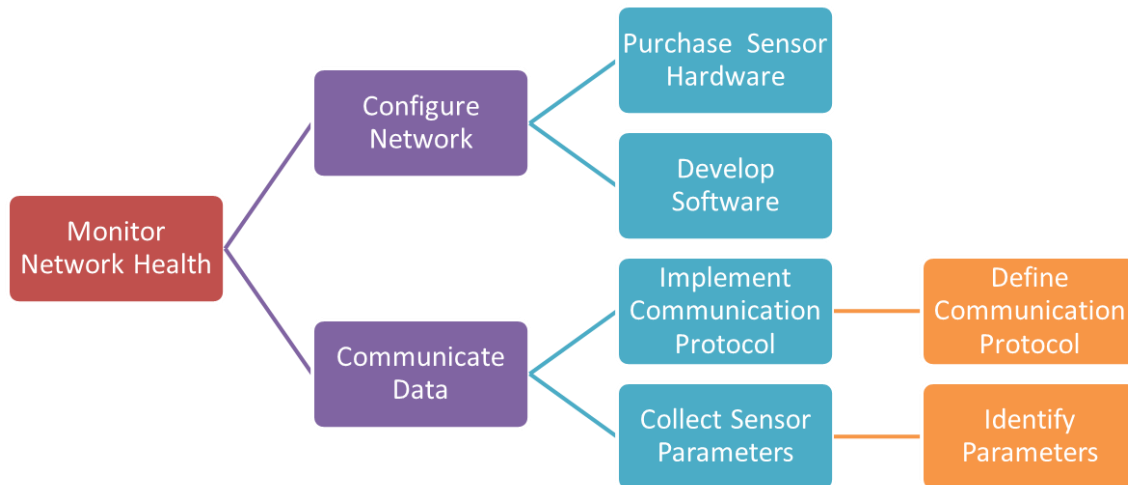 Monitor
Network Health
Configure
Network
Communicate
Data
Purchase Sensor
Hardware
Develop
Software
Implement
Communication
Protocol
Collect Sensor
Parameters
Define
Communication
Protocol
Identify
Parameters